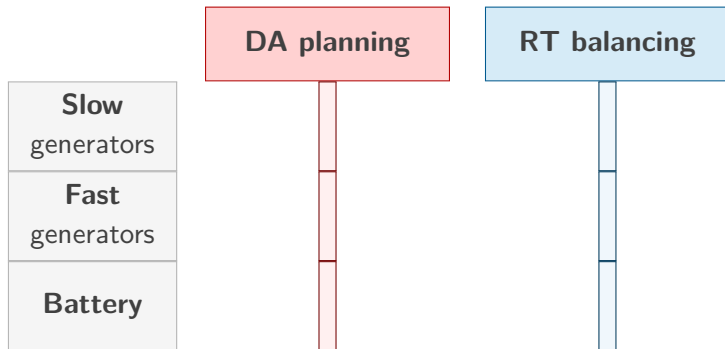 DA planning
RT balancing
Slow
generators
Fast
generators
Battery